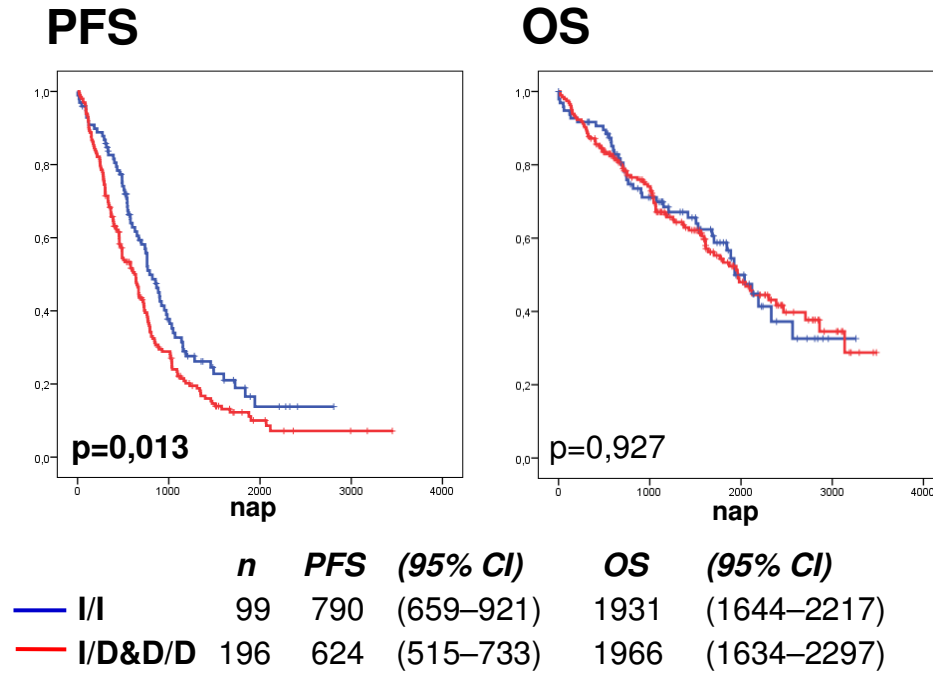 PFS
OS
1,0
0,8
0,6
0,4
0,2
0,0
p=0,013
0 1000 2000 3000 4000
nap
1,0
0,8
0,6
0,4
0,2
0,0
p=0,927
0 1000 2000 3000 4000
nap
n PFS (95% CI) OS (95% CI)
I/I 99 790 (659–921) 1931 (1644–2217)
I/D&D/D 196 624 (515–733) 1966 (1634–2297)